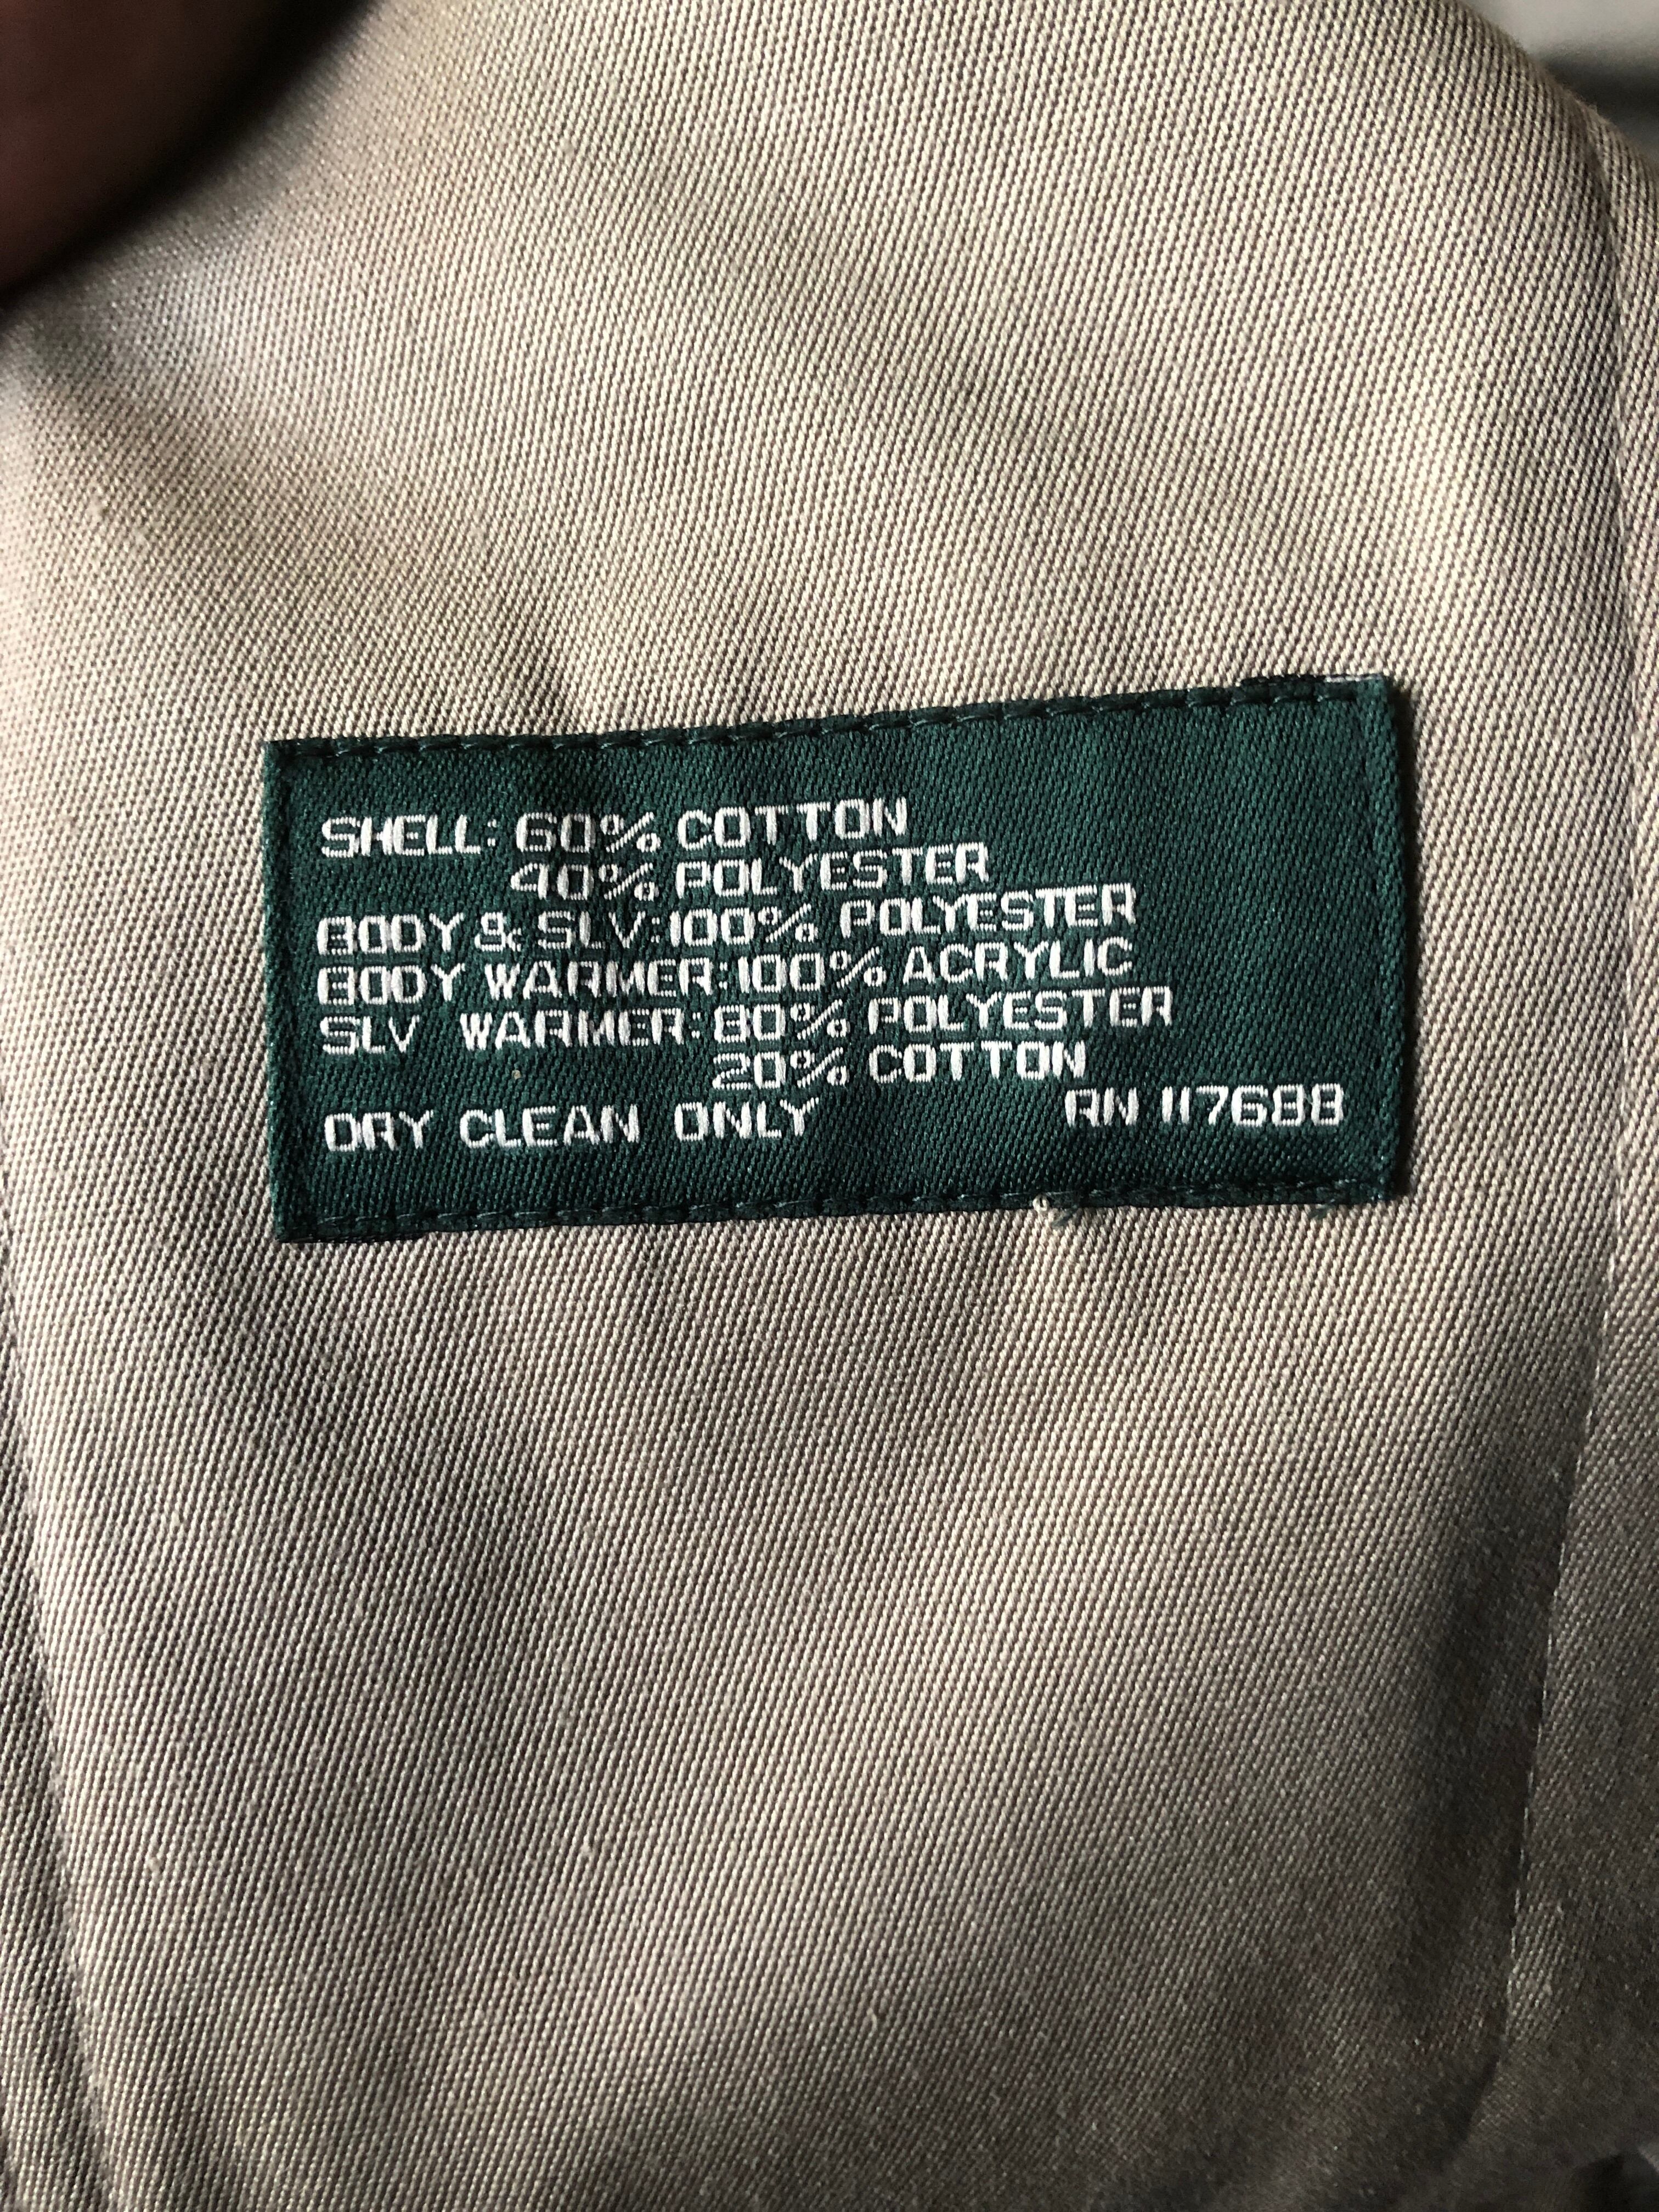 SHELL: 60% COTTON
40% POLYESTER
BODY & SLV:100% POLYESTER
BODY WARMER:100% ACRYLIC
SLV WARMER:80% POLYESTER
20% COTTON
DRY CLEAN ONLY RN 117688